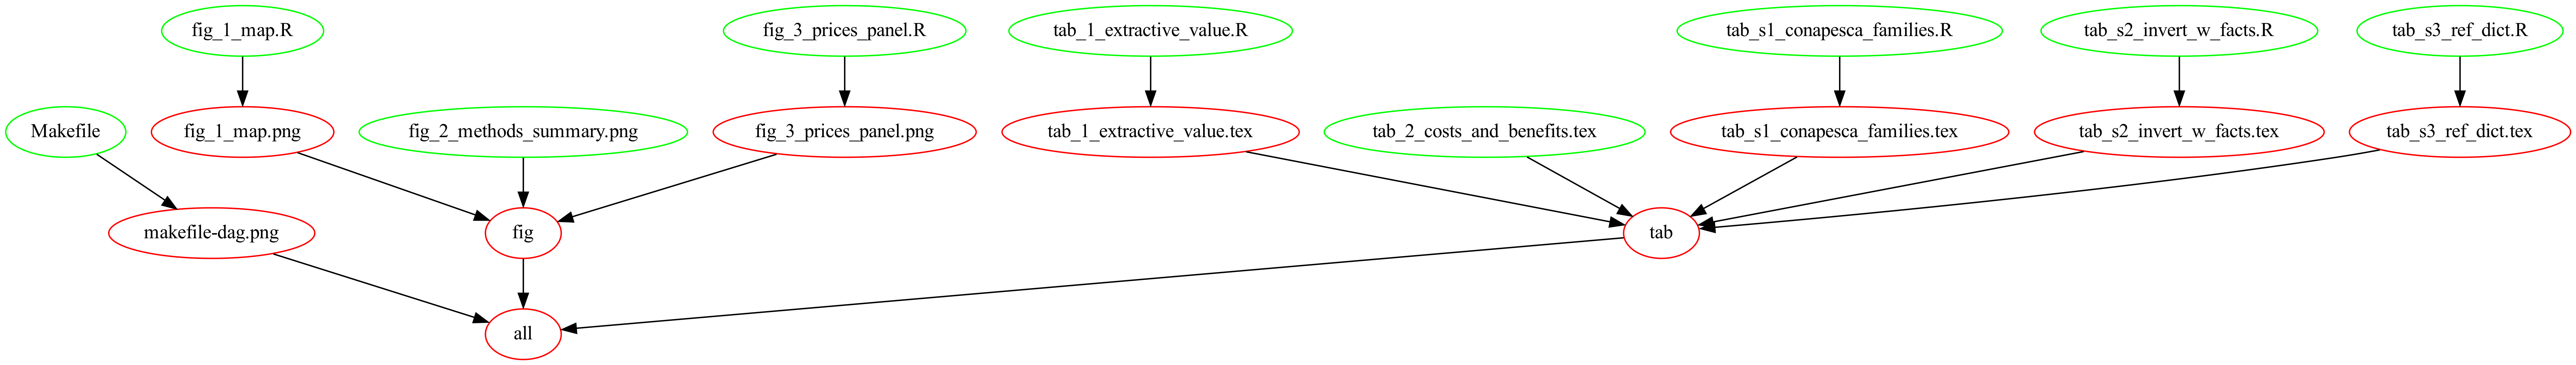 fig_1_map.R
fig_3_prices_panel.R
tab_1_extractive_value.R
tab_s1_conapesca_families.R
tab_s2_invert_w_facts.R
tab_s3_ref_dict.R
Makefile
fig_1_map.png
fig_2_methods_summary.png
fig_3_prices_panel.png
tab_1_extractive_value.tex
tab_2_costs_and_benefits.tex
tab_s1_conapesca_families.tex
tab_s2_invert_w_facts.tex
tab_s3_ref_dict.tex
makefile-dag.png
fig
tab
all